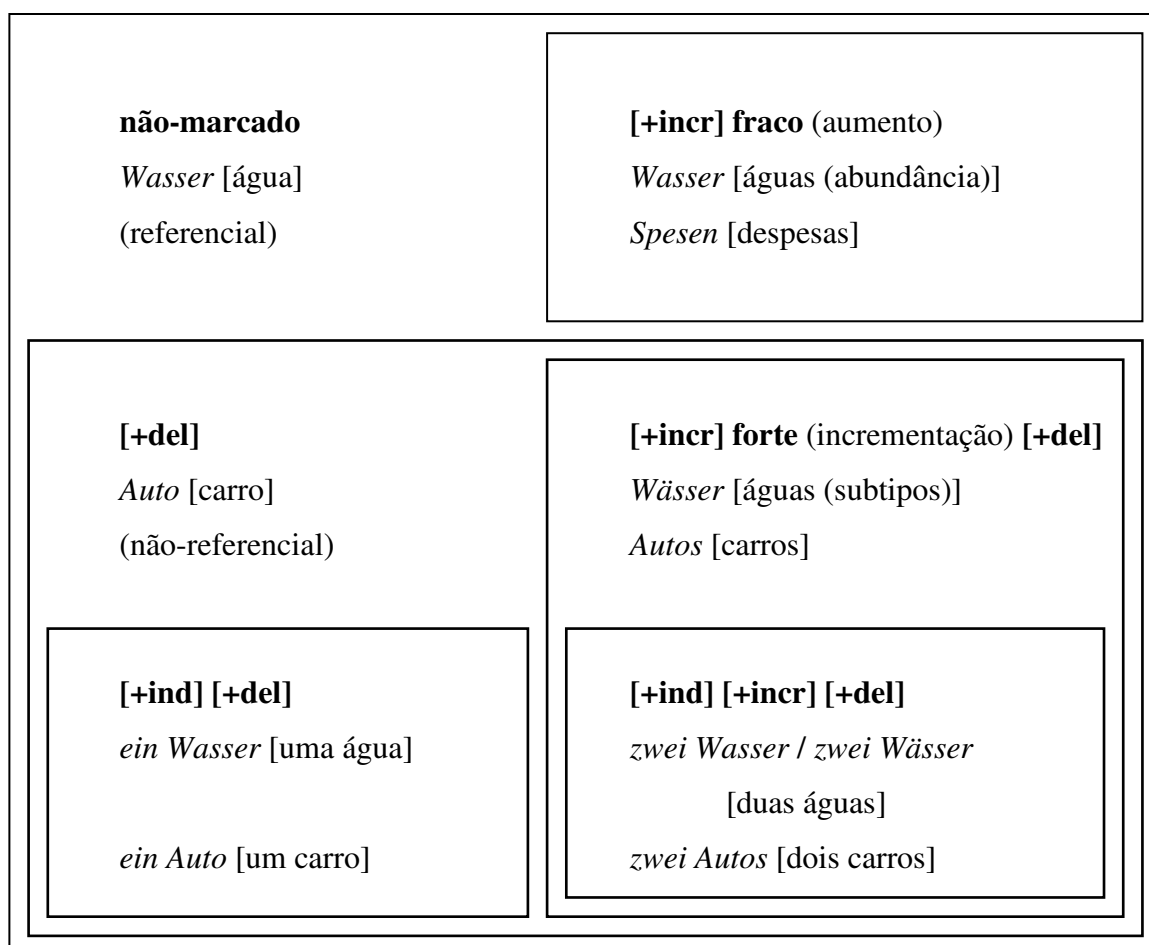 não-marcado
Wasser [água]
(referencial)
[+incr] fraco (aumento)
Wasser [águas (abundância)]
Spesen [despesas]
[+del]
Auto [carro]
(não-referencial)
[+incr] forte (incrementação) [+del]
Wässer [águas (subtipos)]
Autos [carros]
[+ind] [+del]
ein Wasser [uma água]
ein Auto [um carro]
[+ind] [+incr] [+del]
zwei Wasser / zwei Wässer
[duas águas]
zwei Autos [dois carros]